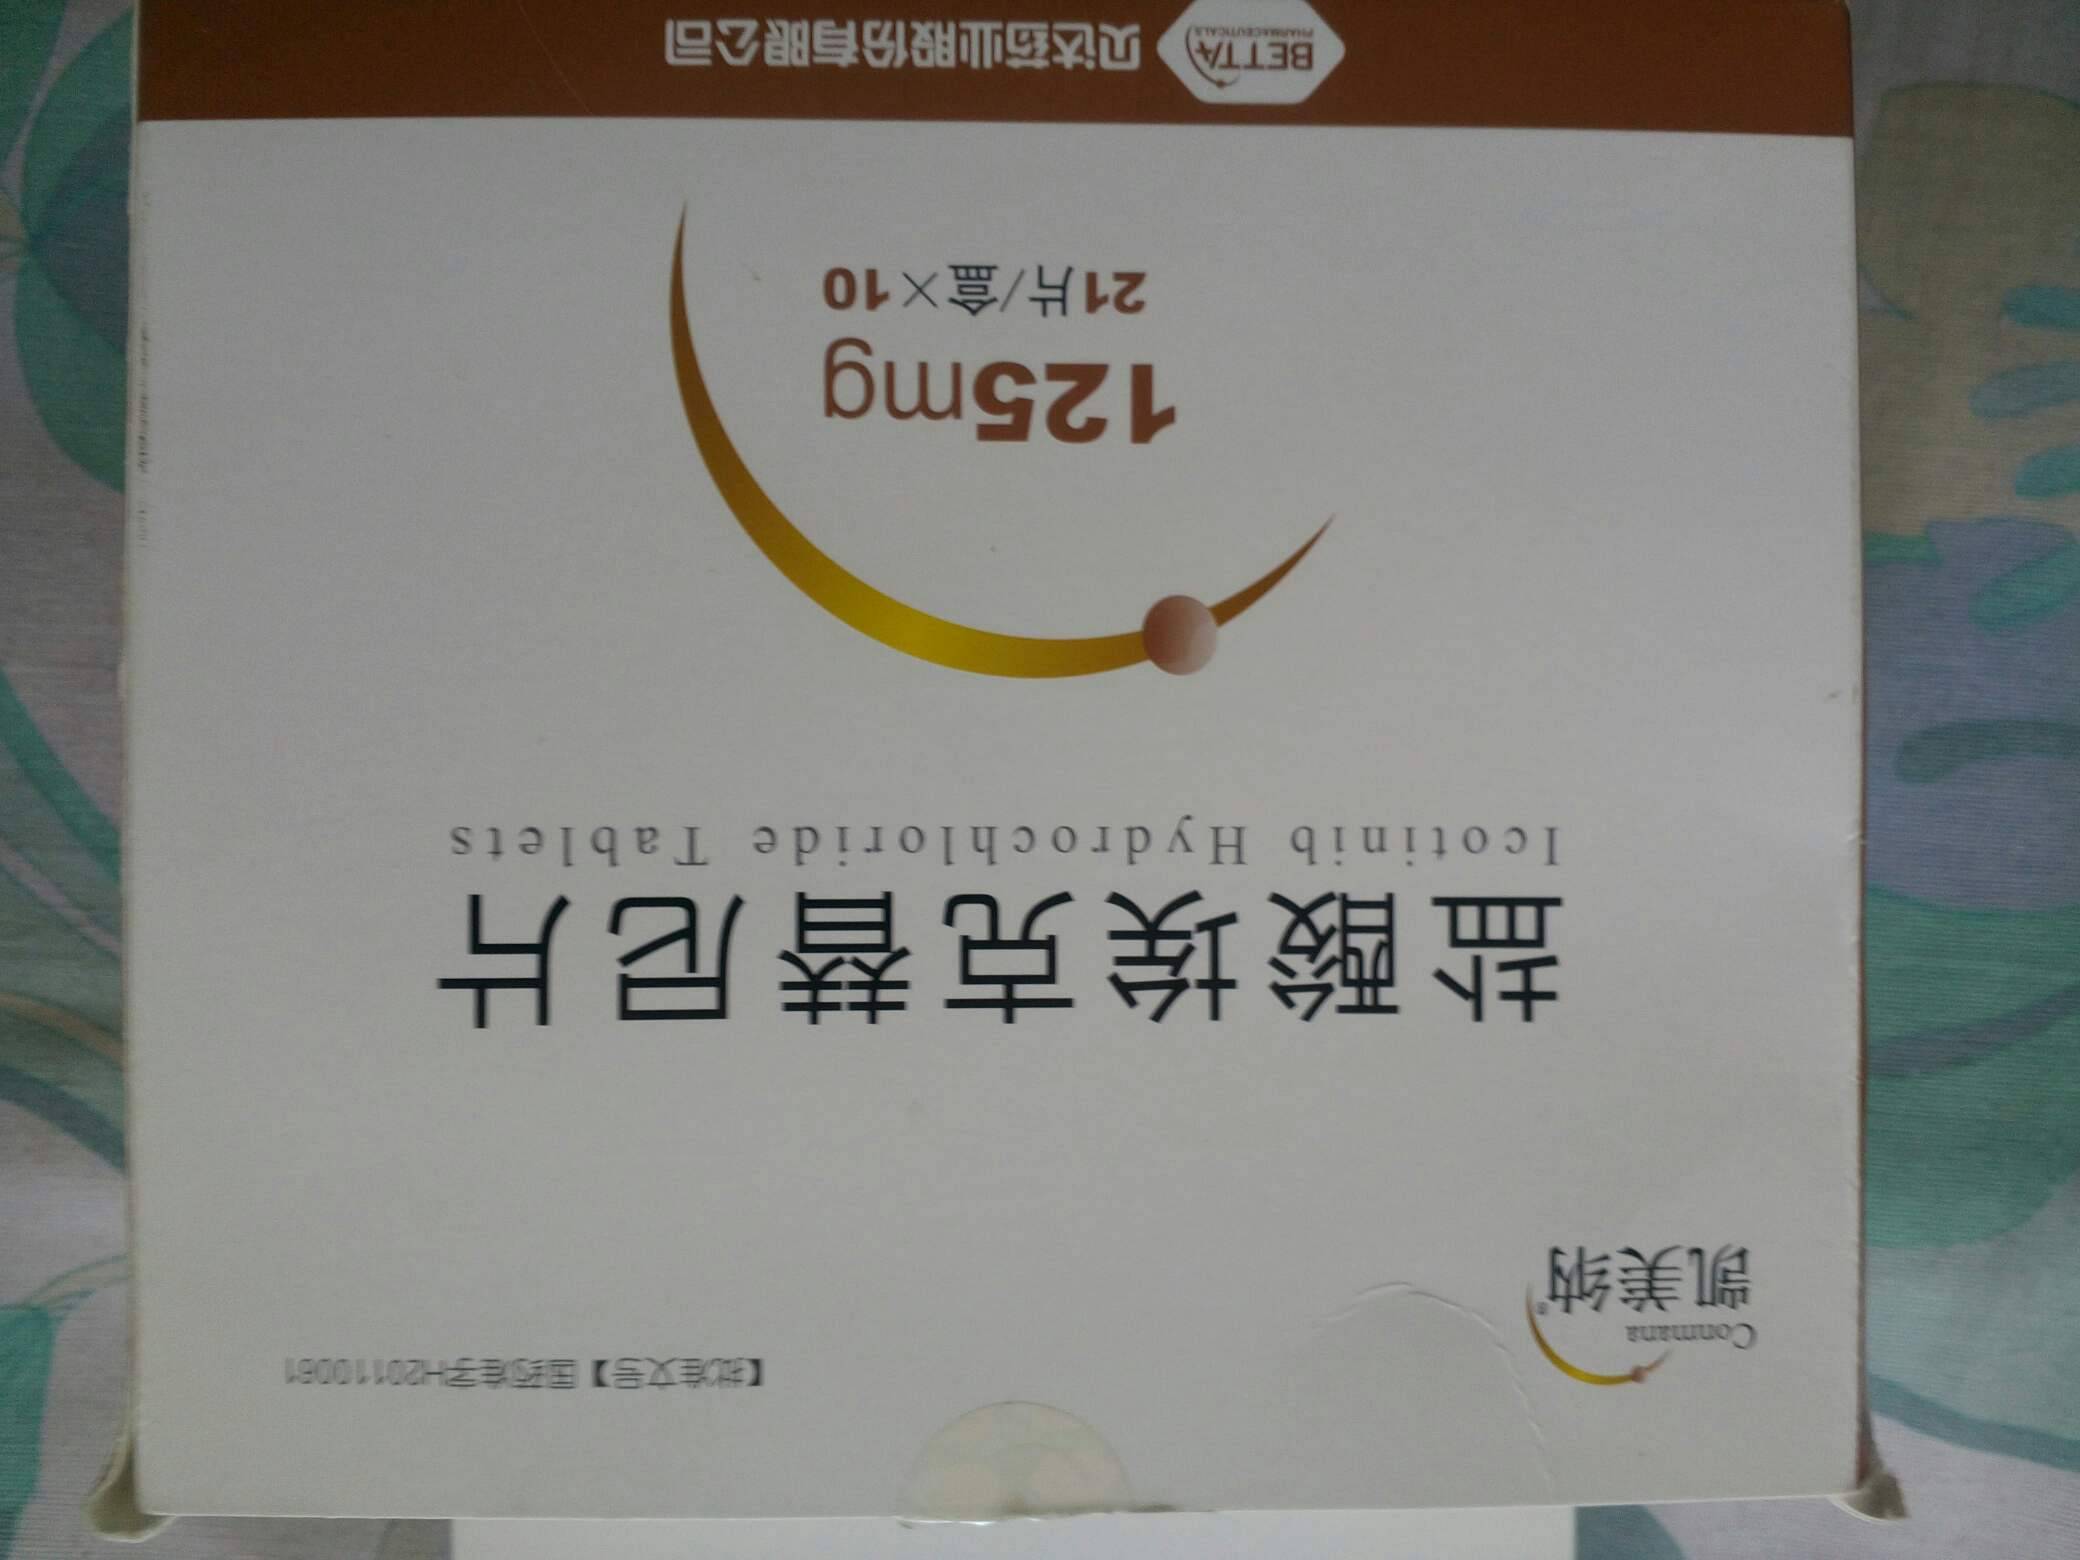 【批准文号】国药准字H20110061
Conmana
凯美纳®
盐酸埃克替尼片
Icotinib Hydrochloride Tablets
125mg
21片/盒×10
BETTA 贝达药业股份有限公司
PHARMACEUTICALS